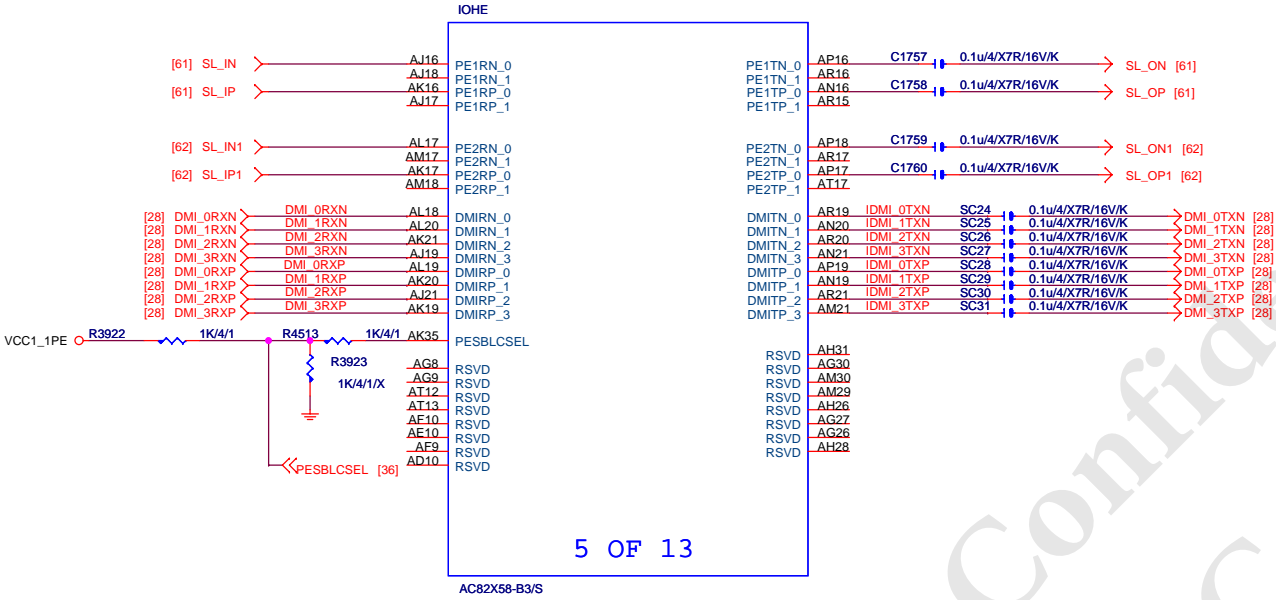 IOHE
[61] SL_IN AJ16 PE1RN_0 PE1TN_0 AP16 C1757 0.1u/4/X7R/16V/K SL_ON [61]
AJ18 PE1RN_1 PE1TN_1 AR16
[61] SL_IP AK16 PE1RP_0 PE1TP_0 AN16 C1758 0.1u/4/X7R/16V/K SL_OP [61]
AJ17 PE1RP_1 PE1TP_1 AR15
[62] SL_IN1 AL17 PE2RN_0 PE2TN_0 AP18 C1759 0.1u/4/X7R/16V/K SL_ON1 [62]
AM17 PE2RN_1 PE2TN_1 AR17
[62] SL_IP1 AK17 PE2RP_0 PE2TP_0 AP17 C1760 0.1u/4/X7R/16V/K SL_OP1 [62]
AM18 PE2RP_1 PE2TP_1 AT17
[28] DMI_0RXN DMI_0RXN AL18 DMIRN_0 DMITN_0 AR19 IDMI_0TXN SC24 0.1u/4/X7R/16V/K DMI_0TXN [28]
[28] DMI_1RXN DMI_1RXN AL20 DMIRN_1 DMITN_1 AN20 IDMI_1TXN SC25 0.1u/4/X7R/16V/K DMI_1TXN [28]
[28] DMI_2RXN DMI_2RXN AK21 DMIRN_2 DMITN_2 AR20 IDMI_2TXN SC26 0.1u/4/X7R/16V/K DMI_2TXN [28]
[28] DMI_3RXN DMI_3RXN AJ19 DMIRN_3 DMITN_3 AN21 IDMI_3TXN SC27 0.1u/4/X7R/16V/K DMI_3TXN [28]
[28] DMI_0RXP DMI_0RXP AL19 DMIRP_0 DMITP_0 AP19 IDMI_0TXP SC28 0.1u/4/X7R/16V/K DMI_0TXP [28]
[28] DMI_1RXP DMI_1RXP AK20 DMIRP_1 DMITP_1 AN19 IDMI_1TXP SC29 0.1u/4/X7R/16V/K DMI_1TXP [28]
[28] DMI_2RXP DMI_2RXP AJ21 DMIRP_2 DMITP_2 AR21 IDMI_2TXP SC30 0.1u/4/X7R/16V/K DMI_2TXP [28]
[28] DMI_3RXP DMI_3RXP AK19 DMIRP_3 DMITP_3 AM21 IDMI_3TXP SC31 0.1u/4/X7R/16V/K DMI_3TXP [28]
VCC1_1PE R3922 1K/4/1 R4513 1K/4/1 AK35 PESBLCSEL
R3923
1K/4/1/X
RSVD AH31
AG8 RSVD RSVD AG30
AG9 RSVD RSVD AM30
AT12 RSVD RSVD AM29
AT13 RSVD RSVD AH26
AF10 RSVD RSVD AG27
AE10 RSVD RSVD AG26
AF9 RSVD RSVD AH28
AD10 RSVD
PESBLCSEL [36]
5 OF 13
AC82X58-B3/S